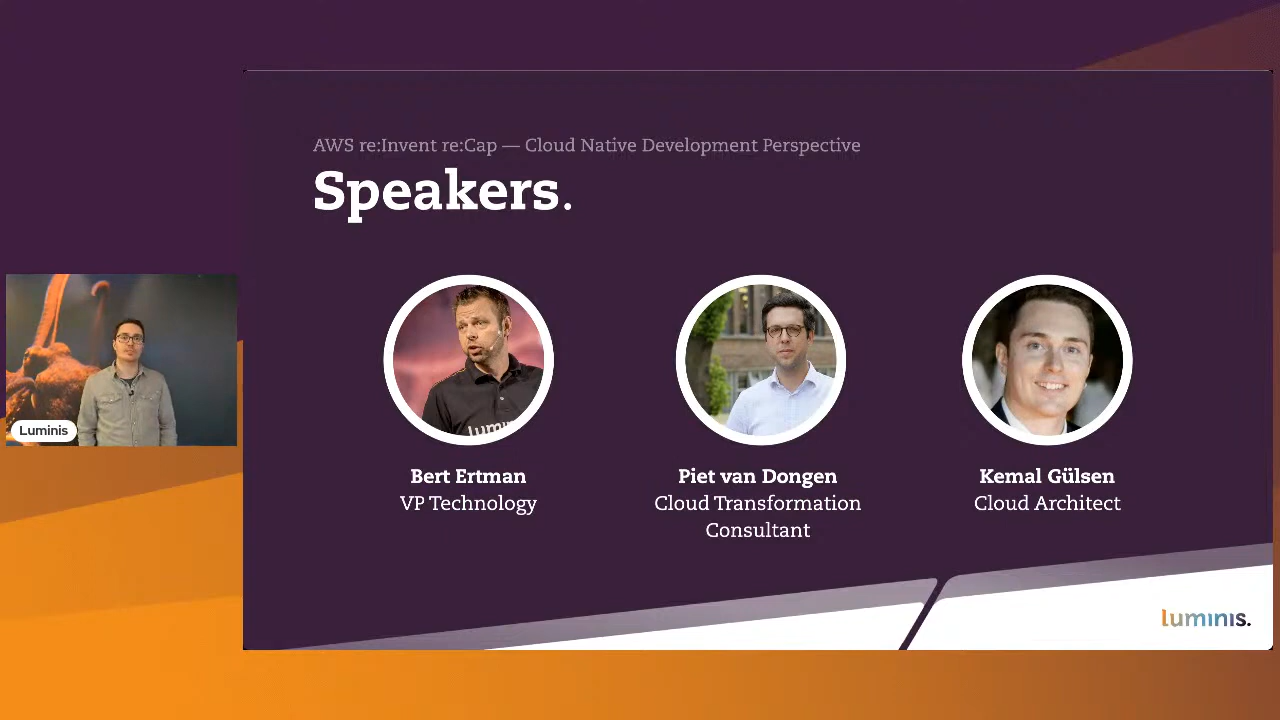 AWS re:Invent re:Cap — Cloud Native Development Perspective
Speakers.
Luminis
lumin
Bert Ertman
VP Technology
Piet van Dongen
Cloud Transformation
Consultant
Kemal Gülsen
Cloud Architect
luminis.